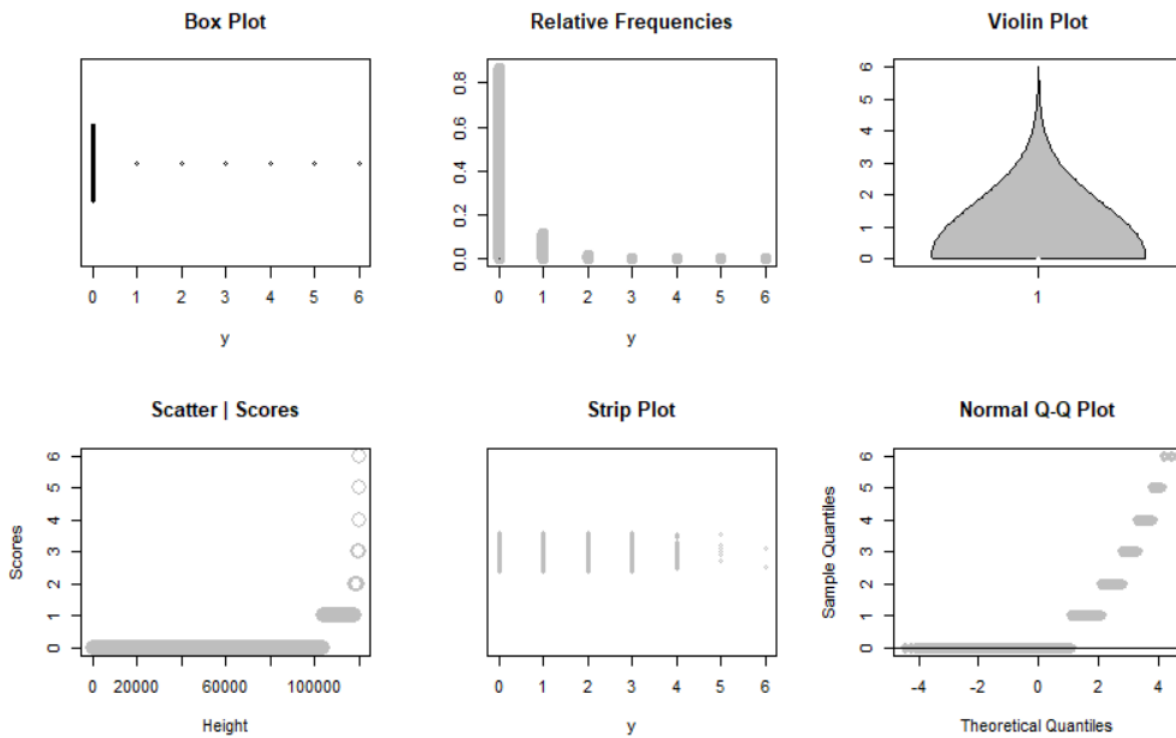 Box Plot
0 1 2 3 4 5 6
y
Relative Frequencies
0.8
0.6
0.4
0.2
0.0
0 1 2 3 4 5 6
y
Violin Plot
6
5
4
3
2
1
0
1
Scatter | Scores
Scores
6
5
4
3
2
1
0
0 20000 60000 100000
Height
Strip Plot
0 1 2 3 4 5 6
y
Normal Q-Q Plot
Sample Quantiles
6
5
4
3
2
1
0
-4 -2 0 2 4
Theoretical Quantiles